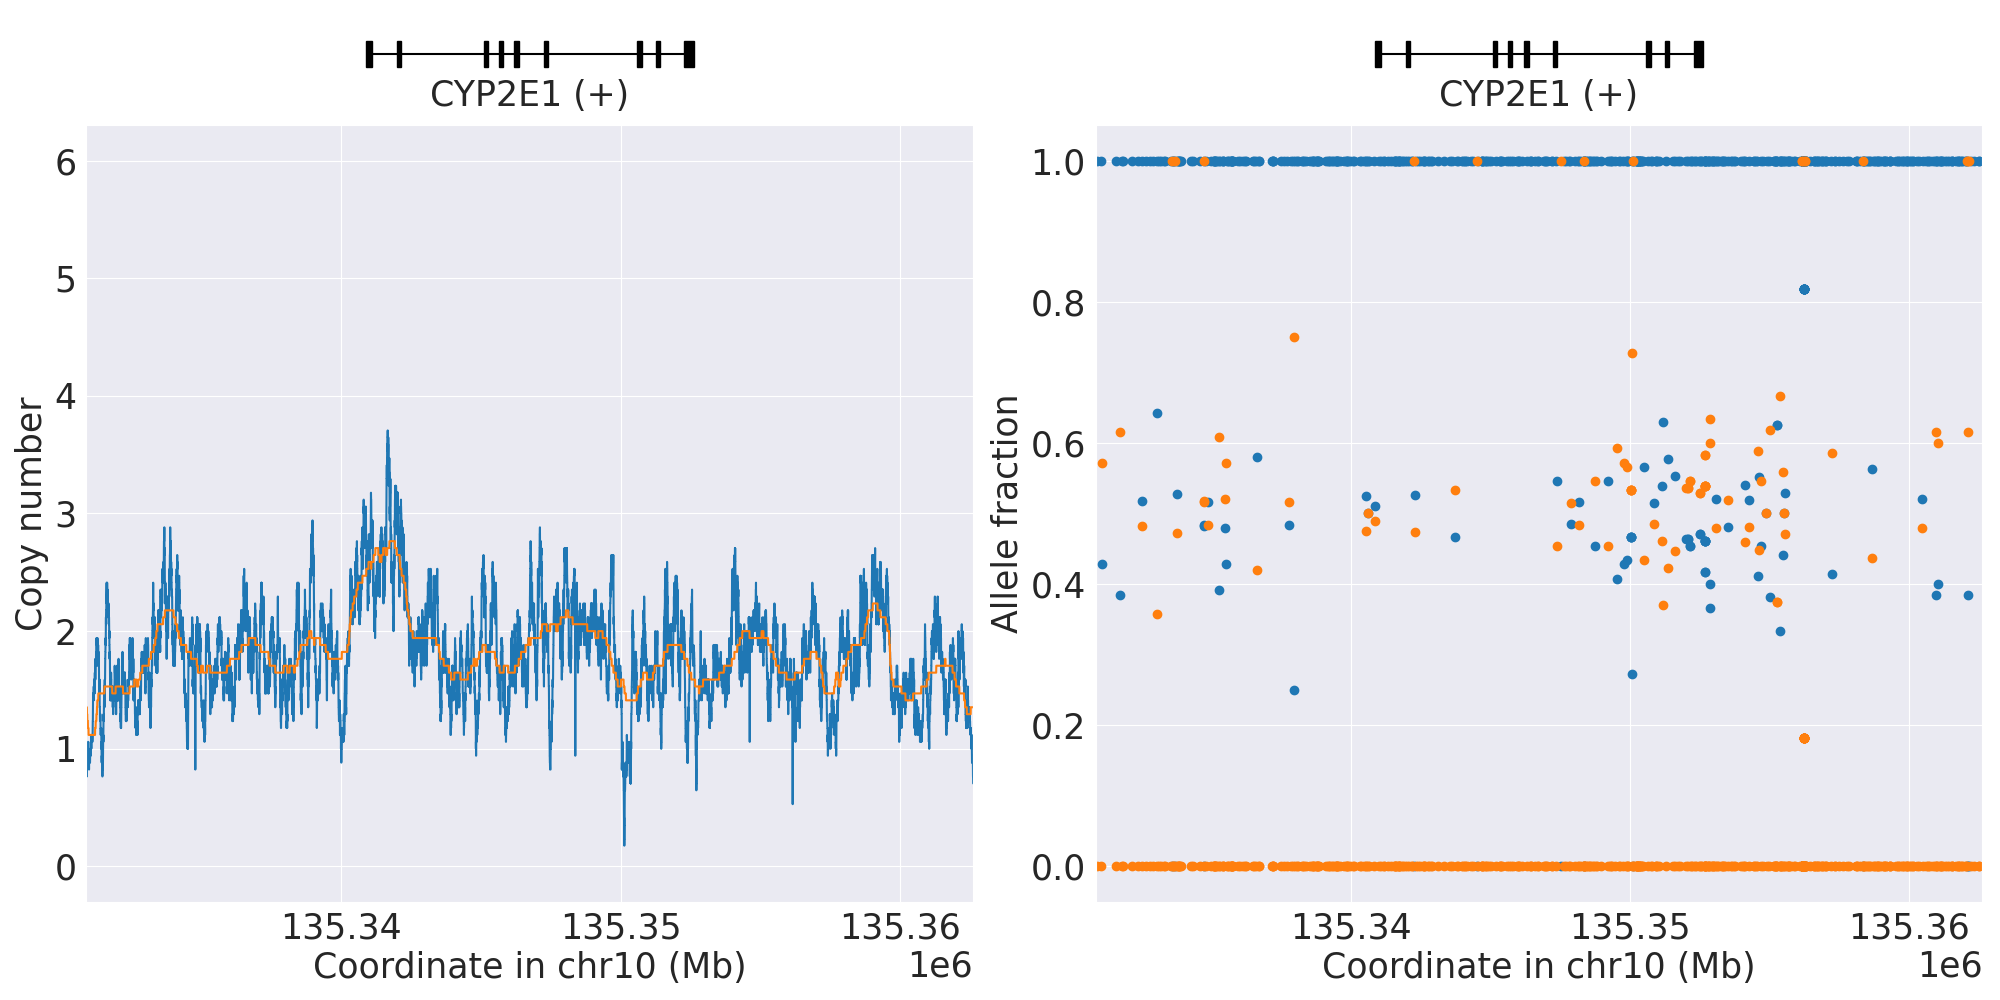 CYP2E1 (+)
6
5
4
3
2
1
0
Copy number
135.34 135.35 135.36
Coordinate in chr10 (Mb)
1e6
CYP2E1 (+)
1.0
0.8
0.6
0.4
0.2
0.0
Allele fraction
135.34 135.35 135.36
Coordinate in chr10 (Mb)
1e6